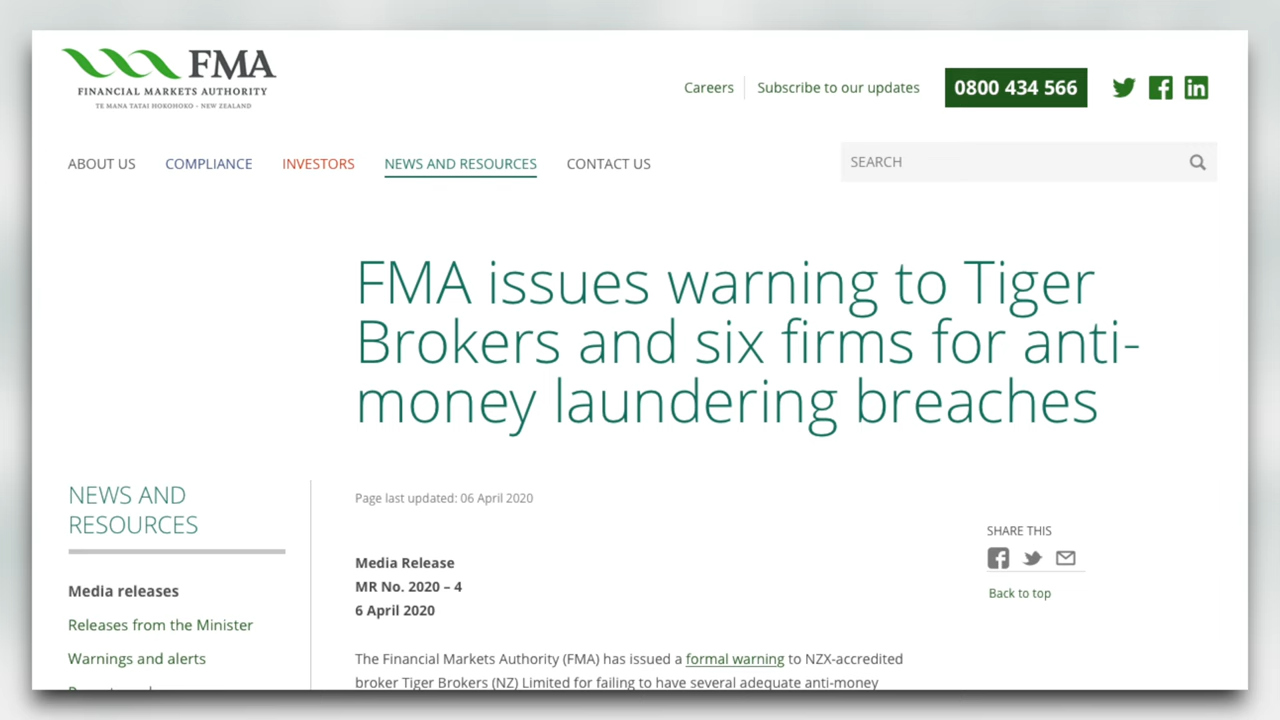 FMA
FINANCIAL MARKETS AUTHORITY
TE MANA TATAI HOKOHOKO - NEW ZEALAND
Careers
Subscribe to our updates
0800 434 566
ABOUT US
COMPLIANCE
INVESTORS
NEWS AND RESOURCES
CONTACT US
SEARCH
FMA issues warning to Tiger
Brokers and six firms for anti-
money laundering breaches
NEWS AND
RESOURCES
Media releases
Releases from the Minister
Warnings and alerts
Page last updated: 06 April 2020
Media Release
MR No. 2020 – 4
6 April 2020
The Financial Markets Authority (FMA) has issued a formal warning to NZX-accredited
broker Tiger Brokers (NZ) Limited for failing to have several adequate anti-money
SHARE THIS
Back to top